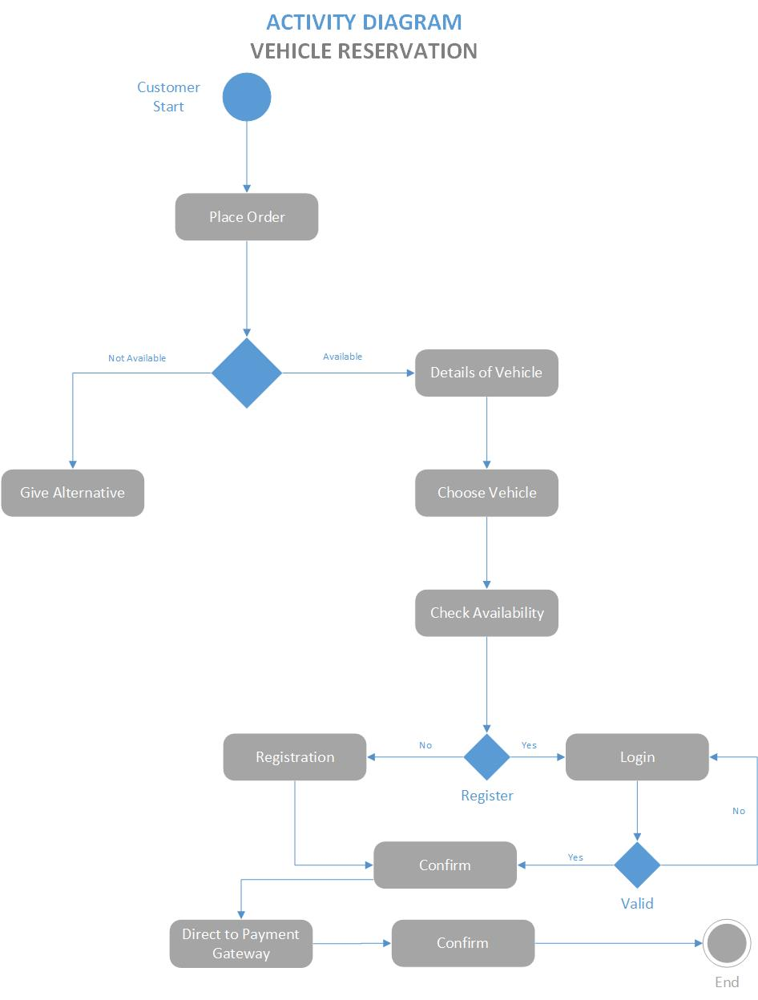 ACTIVITY DIAGRAM
VEHICLE RESERVATION
Customer
Start
Place Order
Not Available
Available
Details of Vehicle
Give Alternative
Choose Vehicle
Check Availability
Registration
No
Yes
Login
Register
No
Confirm
Yes
Valid
Direct to Payment
Gateway
Confirm
End